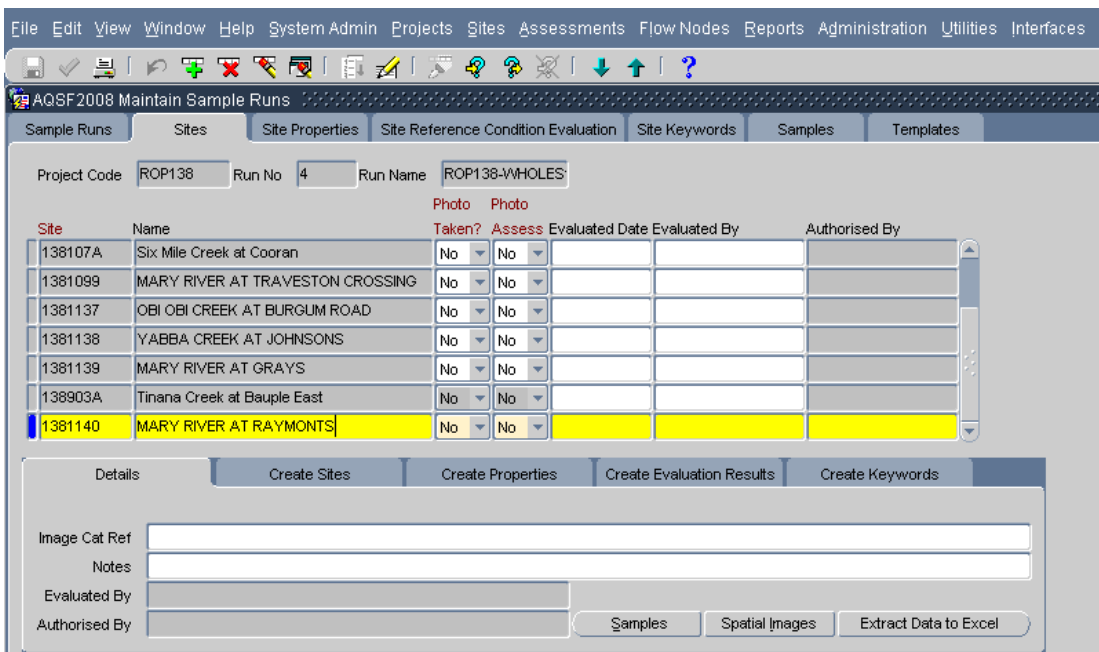 File Edit View Window Help System Admin Projects Sites Assessments Flow Nodes Reports Administration Utilities Interfaces
AQSF2008 Maintain Sample Runs
Sample Runs Sites Site Properties Site Reference Condition Evaluation Site Keywords Samples Templates
Project Code ROP138 Run No 4 Run Name ROP138-WHOLES
Photo Photo
Site Name Taken? Assess Evaluated Date Evaluated By Authorised By
138107A Six Mile Creek at Cooran No No
1381099 MARY RIVER AT TRAVESTON CROSSING No No
1381137 OBI OBI CREEK AT BURGUM ROAD No No
1381138 YABBA CREEK AT JOHNSONS No No
1381139 MARY RIVER AT GRAYS No No
138903A Tinana Creek at Bauple East No No
1381140 MARY RIVER AT RAYMONTS No No
Details Create Sites Create Properties Create Evaluation Results Create Keywords
Image Cat Ref
Notes
Evaluated By
Authorised By Samples Spatial Images Extract Data to Excel